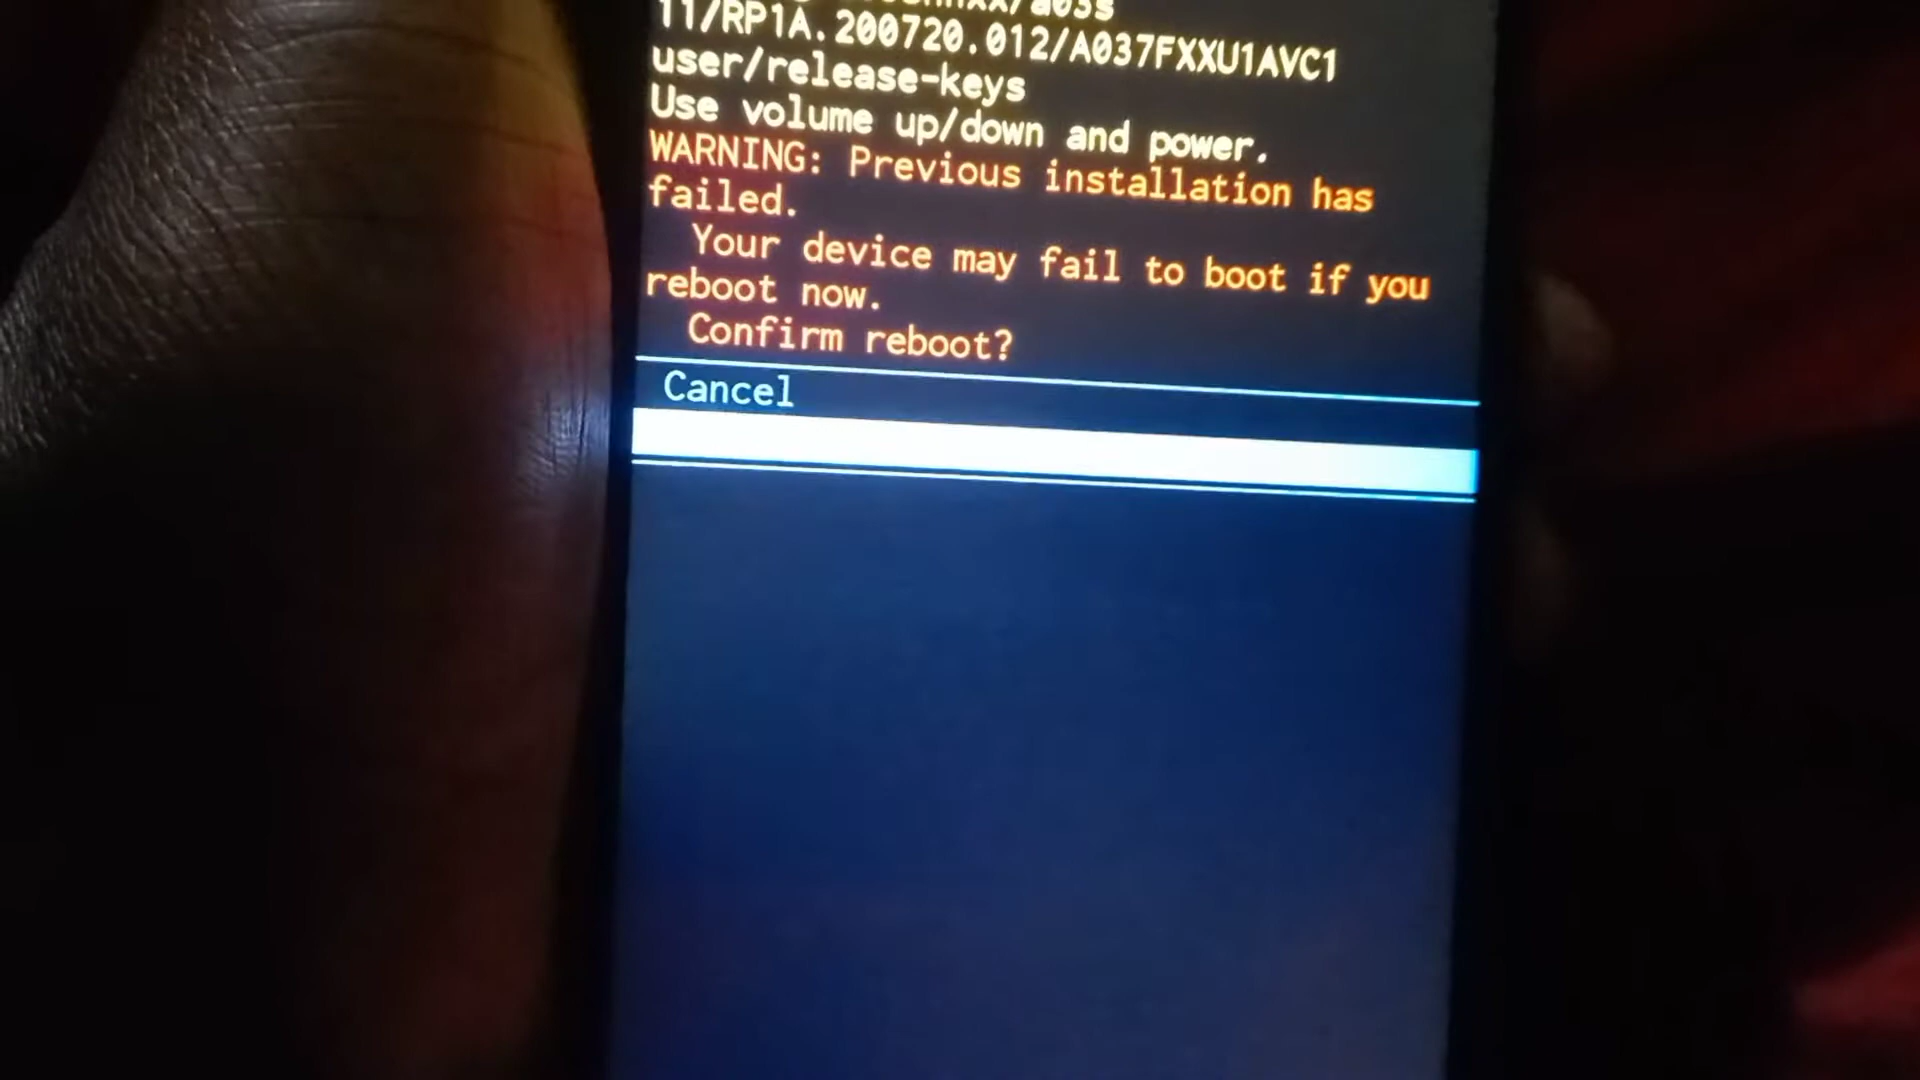 11/RP1A.200720.012/A037FXXU1AVC1
user/release-keys
Use volume up/down and power.
WARNING: Previous installation has
failed.
Your device may fail to boot if you
reboot now.
Confirm reboot?
Cancel